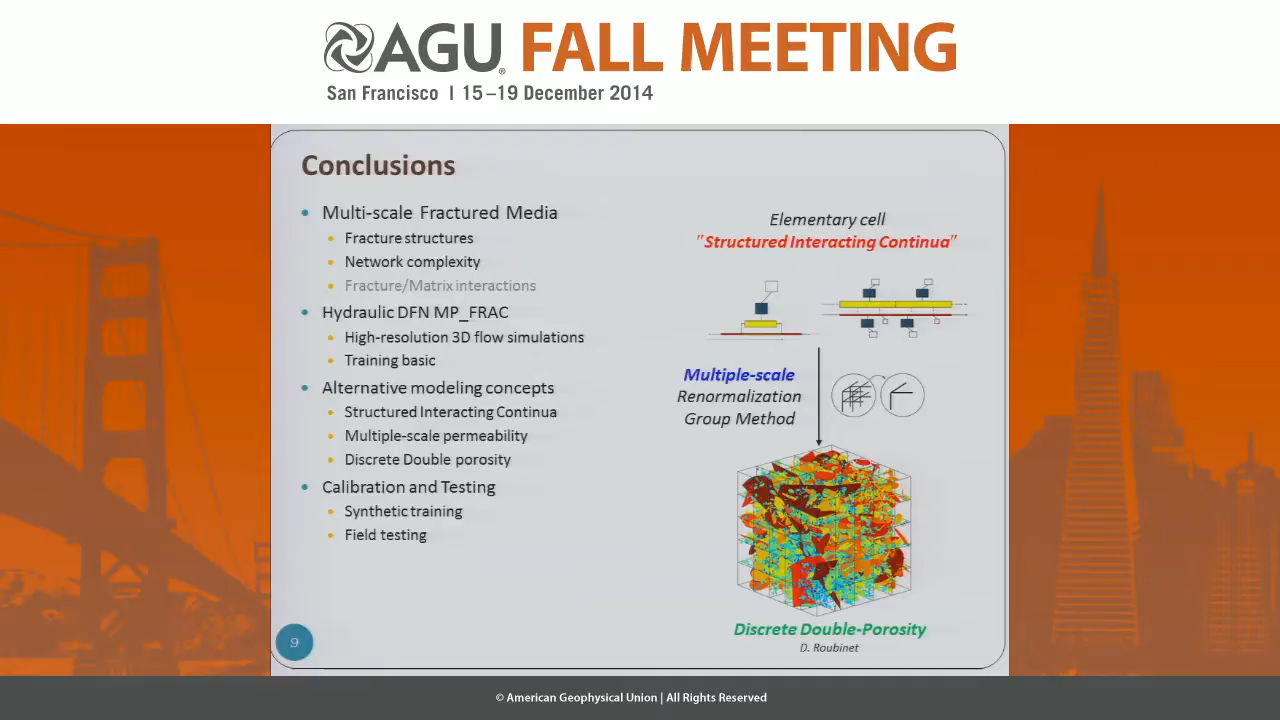 AGU FALL MEETING
San Francisco | 15–19 December 2014
Conclusions
• Multi-scale Fractured Media
• Fracture structures
• Network complexity
• Fracture/Matrix interactions
• Hydraulic DFN MP_FRAC
• High-resolution 3D flow simulations
• Training basic
• Alternative modeling concepts
• Structured Interacting Continua
• Multiple-scale permeability
• Discrete Double porosity
• Calibration and Testing
• Synthetic training
• Field testing
9
Elementary cell
"Structured Interacting Continua"
Multiple-scale
Renormalization
Group Method
Discrete Double-Porosity
D. Roubinet
© American Geophysical Union | All Rights Reserved